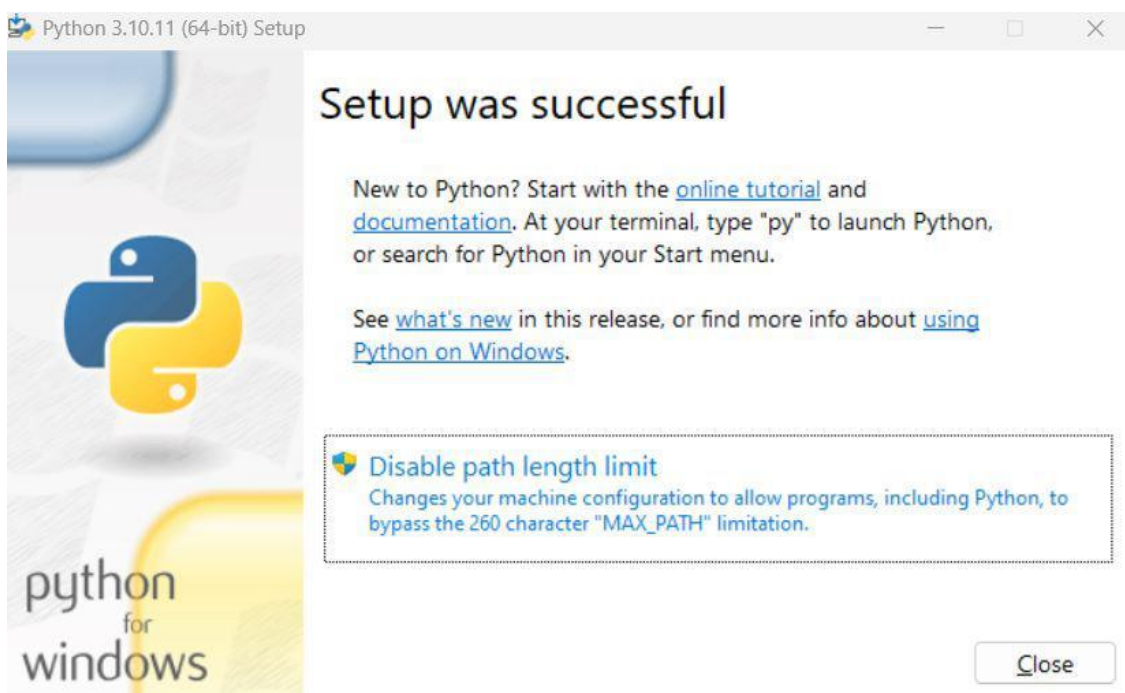 Python 3.10.11 (64-bit) Setup
Setup was successful
New to Python? Start with the online tutorial and
documentation. At your terminal, type "py" to launch Python,
or search for Python in your Start menu.
See what's new in this release, or find more info about using
Python on Windows.
Disable path length limit
Changes your machine configuration to allow programs, including Python, to
bypass the 260 character "MAX_PATH" limitation.
python
for
windows
Close